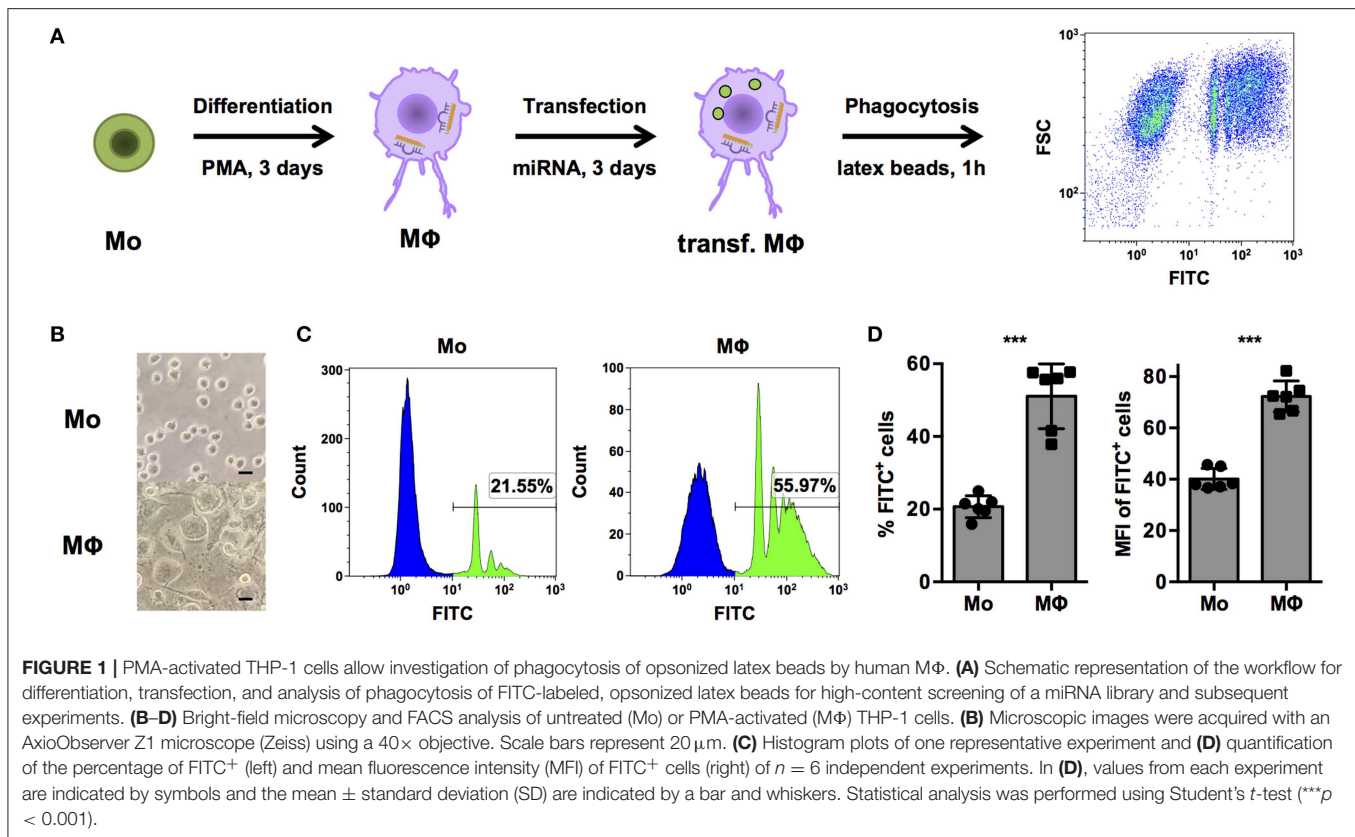 A
Differentiation
PMA, 3 days
Transfection
miRNA, 3 days
Phagocytosis
latex beads, 1h
Mo
MΦ
transf. MΦ
FSC
10³
10²
10⁰ 10¹ 10² 10³
FITC
B
Mo
MΦ
C
Mo
Count
300
200
100
0
21.55%
10⁰ 10¹ 10² 10³
FITC
MΦ
Count
100
80
60
40
20
0
55.97%
10⁰ 10¹ 10² 10³
FITC
D
***
% FITC⁺ cells
60
40
20
0
Mo MΦ
***
MFI of FITC⁺ cells
80
60
40
20
0
Mo MΦ
FIGURE 1 | PMA-activated THP-1 cells allow investigation of phagocytosis of opsonized latex beads by human MΦ. (A) Schematic representation of the workflow for
differentiation, transfection, and analysis of phagocytosis of FITC-labeled, opsonized latex beads for high-content screening of a miRNA library and subsequent
experiments. (B–D) Bright-field microscopy and FACS analysis of untreated (Mo) or PMA-activated (MΦ) THP-1 cells. (B) Microscopic images were acquired with an
AxioObserver Z1 microscope (Zeiss) using a 40× objective. Scale bars represent 20 μm. (C) Histogram plots of one representative experiment and (D) quantification
of the percentage of FITC⁺ (left) and mean fluorescence intensity (MFI) of FITC⁺ cells (right) of n = 6 independent experiments. In (D), values from each experiment
are indicated by symbols and the mean ± standard deviation (SD) are indicated by a bar and whiskers. Statistical analysis was performed using Student's t-test (***p
< 0.001).